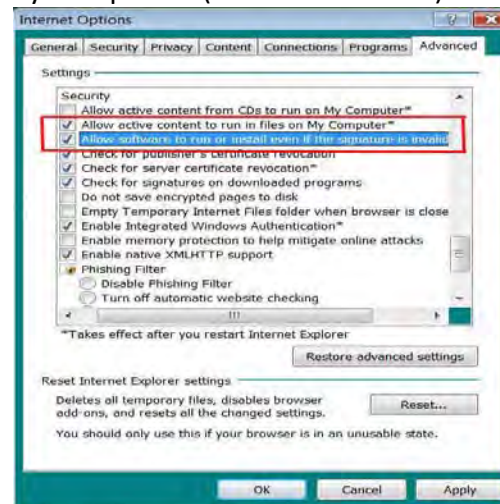 Internet Options
General Security Privacy Content Connections Programs Advanced
Settings
Security
Allow active content from CDs to run on My Computer*
Allow active content to run in files on My Computer*
Allow software to run or install even if the signature is invalid
Check for publisher's certificate revocation
Check for server certificate revocation*
Check for signatures on downloaded programs
Do not save encrypted pages to disk
Empty Temporary Internet Files folder when browser is close
Enable Integrated Windows Authentication*
Enable memory protection to help mitigate online attacks
Enable native XMLHTTP support
Phishing Filter
Disable Phishing Filter
Turn off automatic website checking
*Takes effect after you restart Internet Explorer
Restore advanced settings
Reset Internet Explorer settings
Deletes all temporary files, disables browser
add-ons, and resets all the changed settings.
Reset...
You should only use this if your browser is in an unusable state.
OK Cancel Apply